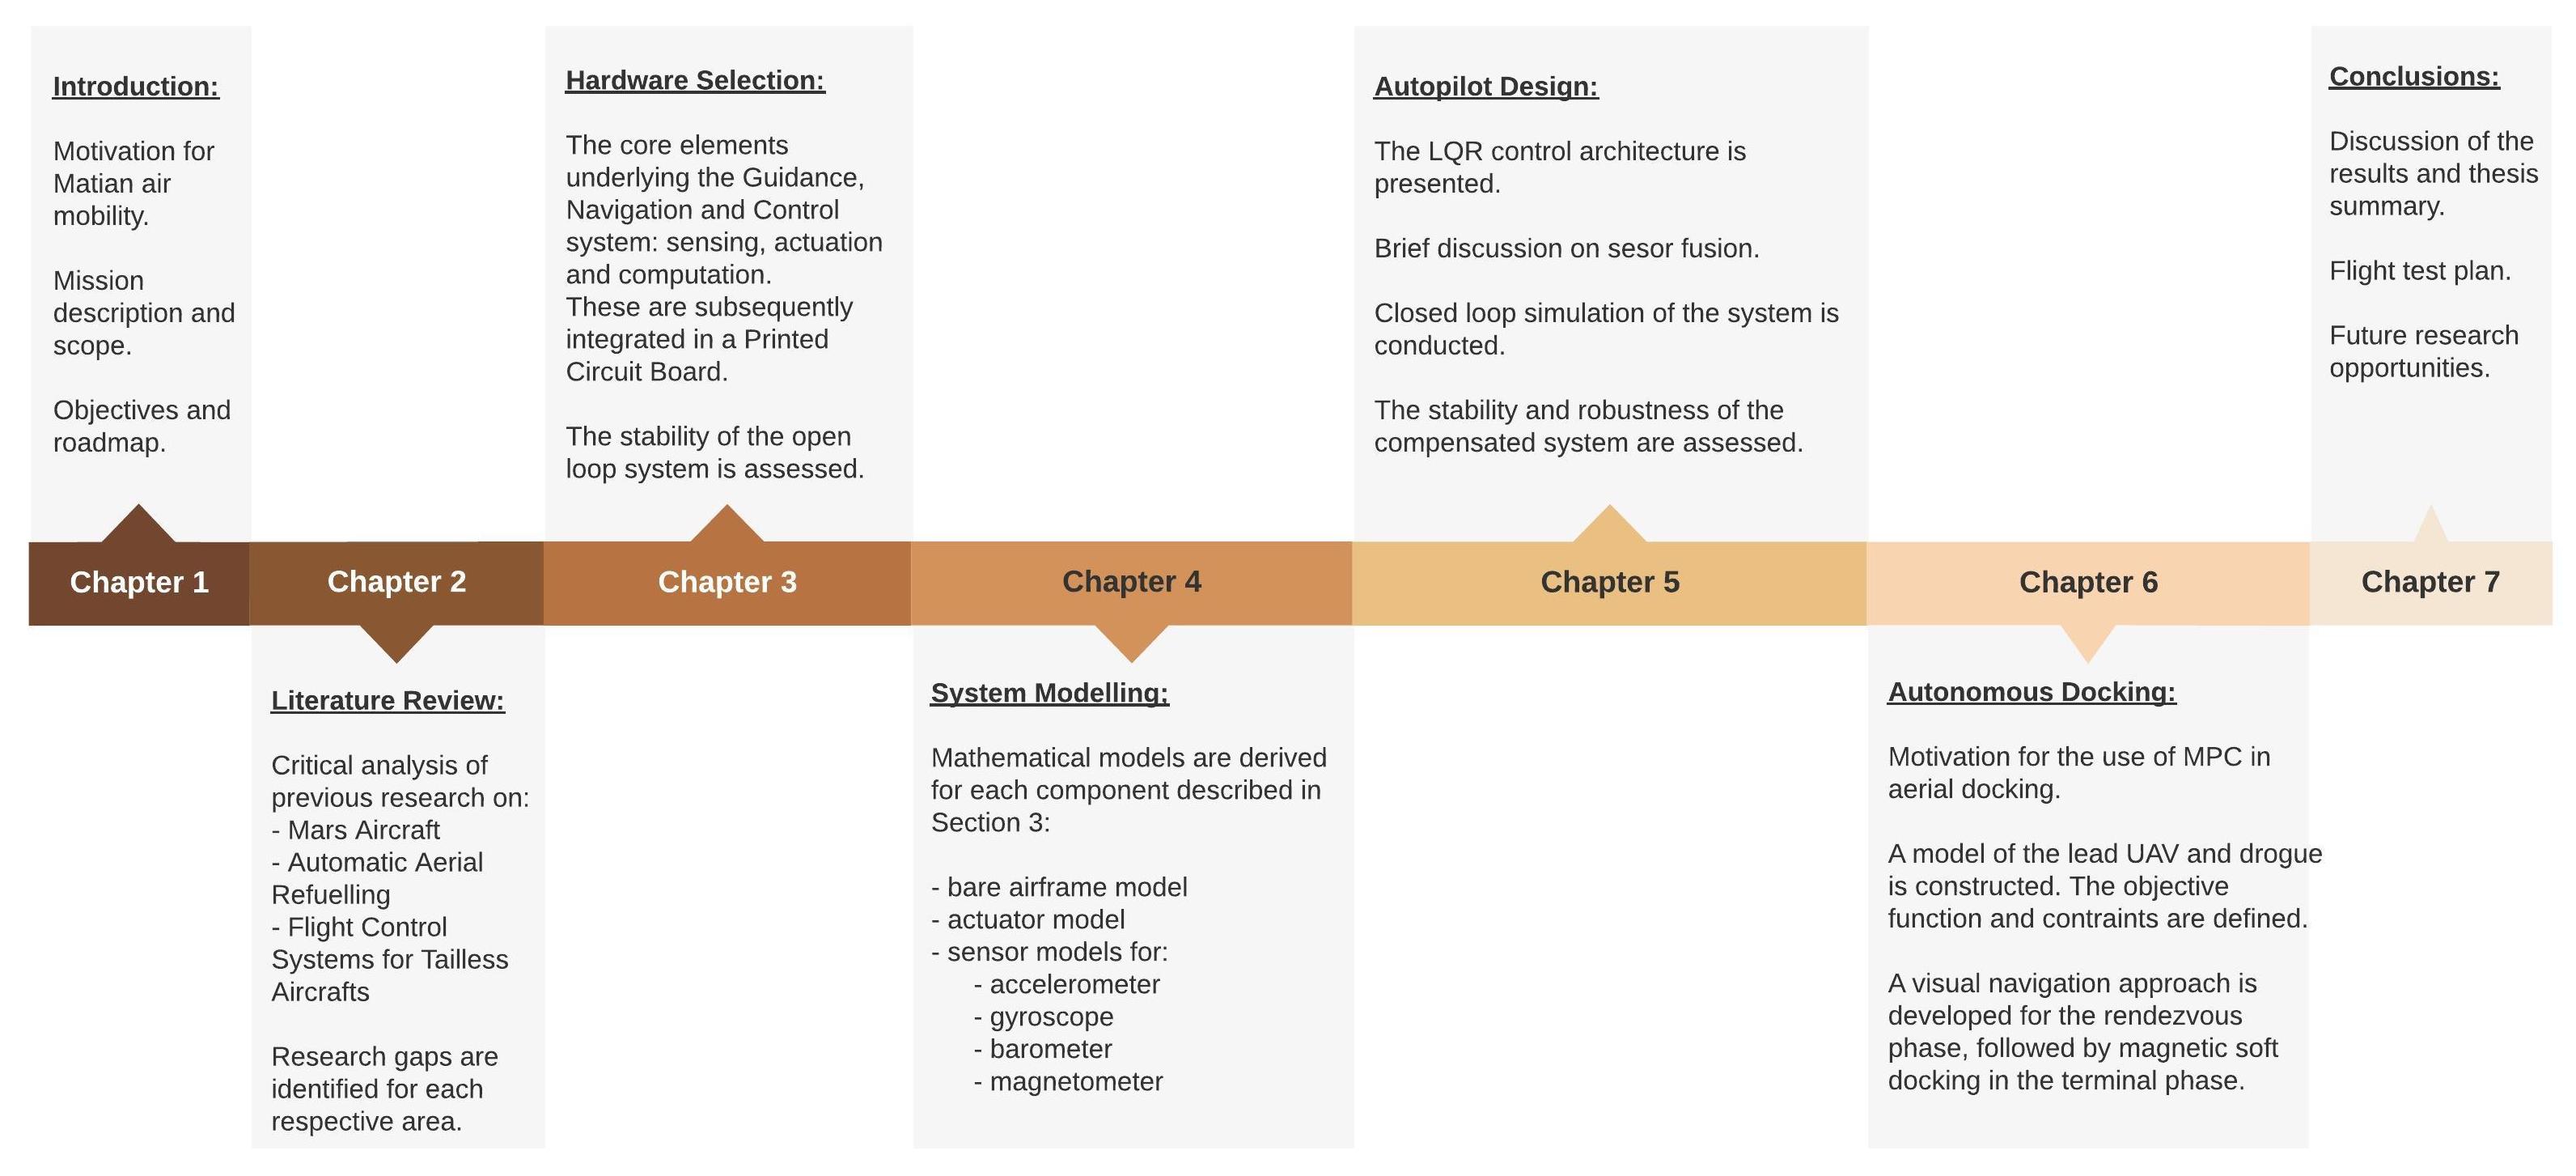 Introduction:
Motivation for
Matian air
mobility.
Mission
description and
scope.
Objectives and
roadmap.
Hardware Selection:
The core elements
underlying the Guidance,
Navigation and Control
system: sensing, actuation
and computation.
These are subsequently
integrated in a Printed
Circuit Board.
The stability of the open
loop system is assessed.
Autopilot Design:
The LQR control architecture is
presented.
Brief discussion on sesor fusion.
Closed loop simulation of the system is
conducted.
The stability and robustness of the
compensated system are assessed.
Conclusions:
Discussion of the
results and thesis
summary.
Flight test plan.
Future research
opportunities.
Chapter 1
Chapter 2
Chapter 3
Chapter 4
Chapter 5
Chapter 6
Chapter 7
Literature Review:
Critical analysis of
previous research on:
- Mars Aircraft
- Automatic Aerial
Refuelling
- Flight Control
Systems for Tailless
Aircrafts
Research gaps are
identified for each
respective area.
System Modelling;
Mathematical models are derived
for each component described in
Section 3:
- bare airframe model
- actuator model
- sensor models for:
- accelerometer
- gyroscope
- barometer
- magnetometer
Autonomous Docking:
Motivation for the use of MPC in
aerial docking.
A model of the lead UAV and drogue
is constructed. The objective
function and contraints are defined.
A visual navigation approach is
developed for the rendezvous
phase, followed by magnetic soft
docking in the terminal phase.